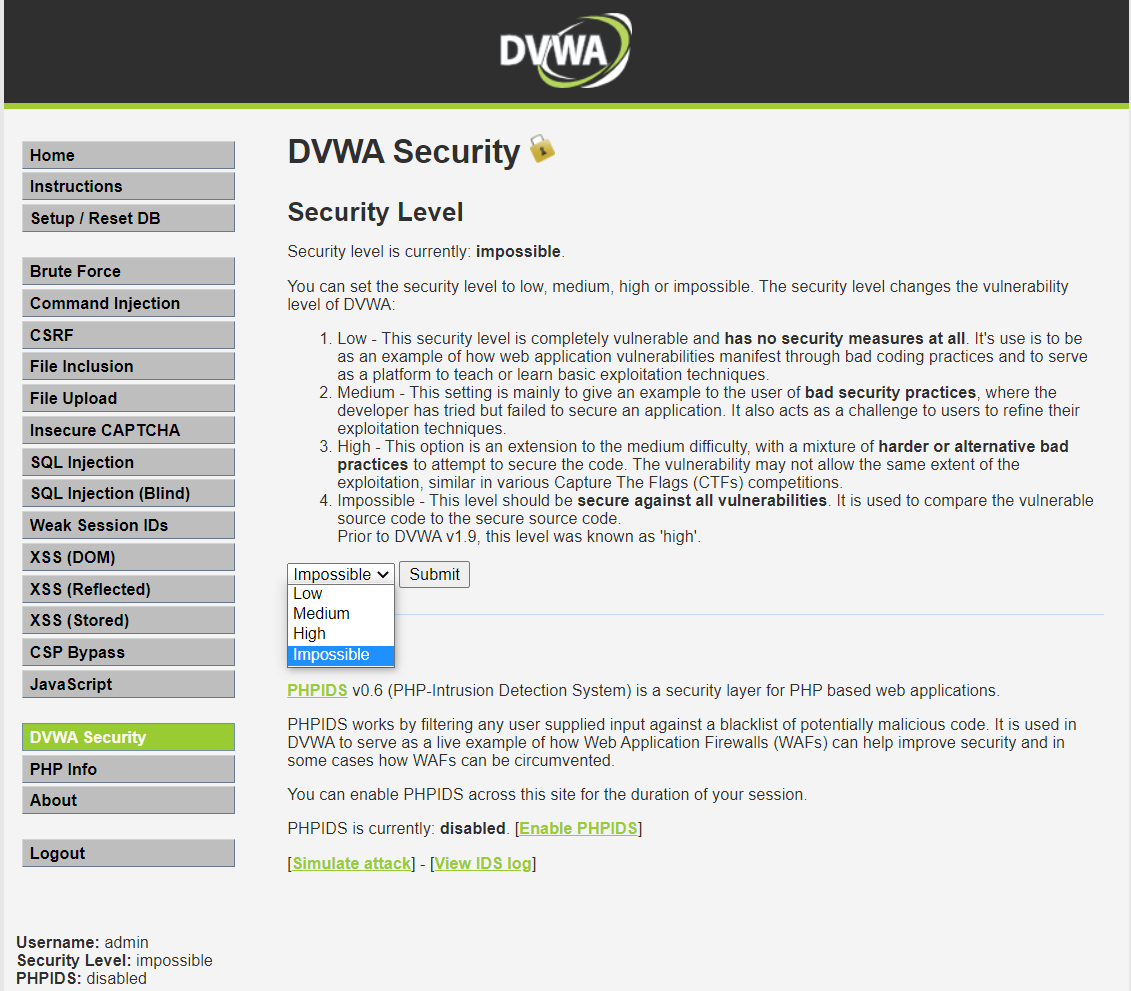 DVWA
Home
Instructions
Setup / Reset DB
Brute Force
Command Injection
CSRF
File Inclusion
File Upload
Insecure CAPTCHA
SQL Injection
SQL Injection (Blind)
Weak Session IDs
XSS (DOM)
XSS (Reflected)
XSS (Stored)
CSP Bypass
JavaScript
DVWA Security
PHP Info
About
Logout
DVWA Security
Security Level
Security level is currently: impossible.
You can set the security level to low, medium, high or impossible. The security level changes the vulnerability
level of DVWA:
1. Low - This security level is completely vulnerable and has no security measures at all. It's use is to be
as an example of how web application vulnerabilities manifest through bad coding practices and to serve
as a platform to teach or learn basic exploitation techniques.
2. Medium - This setting is mainly to give an example to the user of bad security practices, where the
developer has tried but failed to secure an application. It also acts as a challenge to users to refine their
exploitation techniques.
3. High - This option is an extension to the medium difficulty, with a mixture of harder or alternative bad
practices to attempt to secure the code. The vulnerability may not allow the same extent of the
exploitation, similar in various Capture The Flags (CTFs) competitions.
4. Impossible - This level should be secure against all vulnerabilities. It is used to compare the vulnerable
source code to the secure source code.
Prior to DVWA v1.9, this level was known as 'high'.
Impossible Submit
Low
Medium
High
Impossible
PHPIDS v0.6 (PHP-Intrusion Detection System) is a security layer for PHP based web applications.
PHPIDS works by filtering any user supplied input against a blacklist of potentially malicious code. It is used in
DVWA to serve as a live example of how Web Application Firewalls (WAFs) can help improve security and in
some cases how WAFs can be circumvented.
You can enable PHPIDS across this site for the duration of your session.
PHPIDS is currently: disabled. [Enable PHPIDS]
[Simulate attack] - [View IDS log]
Username: admin
Security Level: impossible
PHPIDS: disabled